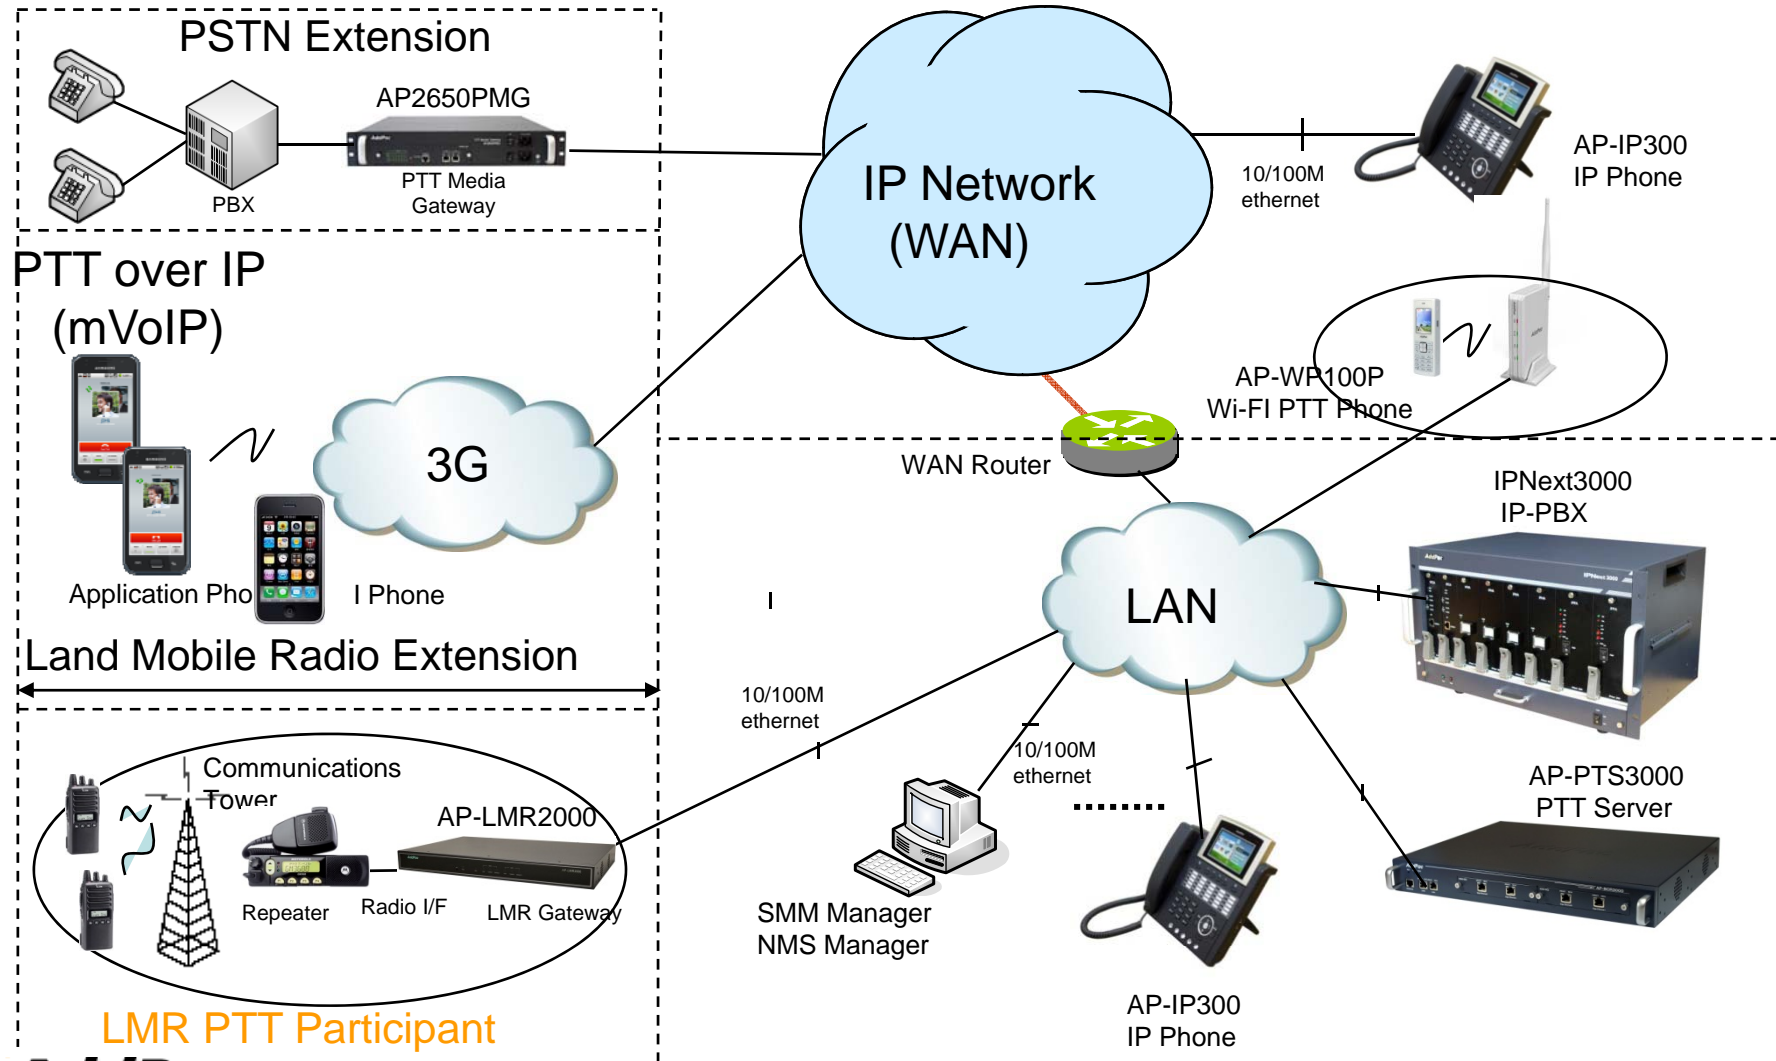 PSTN Extension
AP2650PMG
PTT Media
Gateway
PBX
IP Network
(WAN)
10/100M
ethernet
AP-IP300
IP Phone
PTT over IP
(mVoIP)
3G
Application Pho
I Phone
AP-WP100P
Wi-FI PTT Phone
WAN Router
IPNext3000
IP-PBX
LAN
Land Mobile Radio Extension
10/100M
ethernet
10/100M
ethernet
Communications
Tower
AP-LMR2000
Repeater
Radio I/F
LMR Gateway
SMM Manager
NMS Manager
AP-PTS3000
PTT Server
AP-IP300
IP Phone
LMR PTT Participant